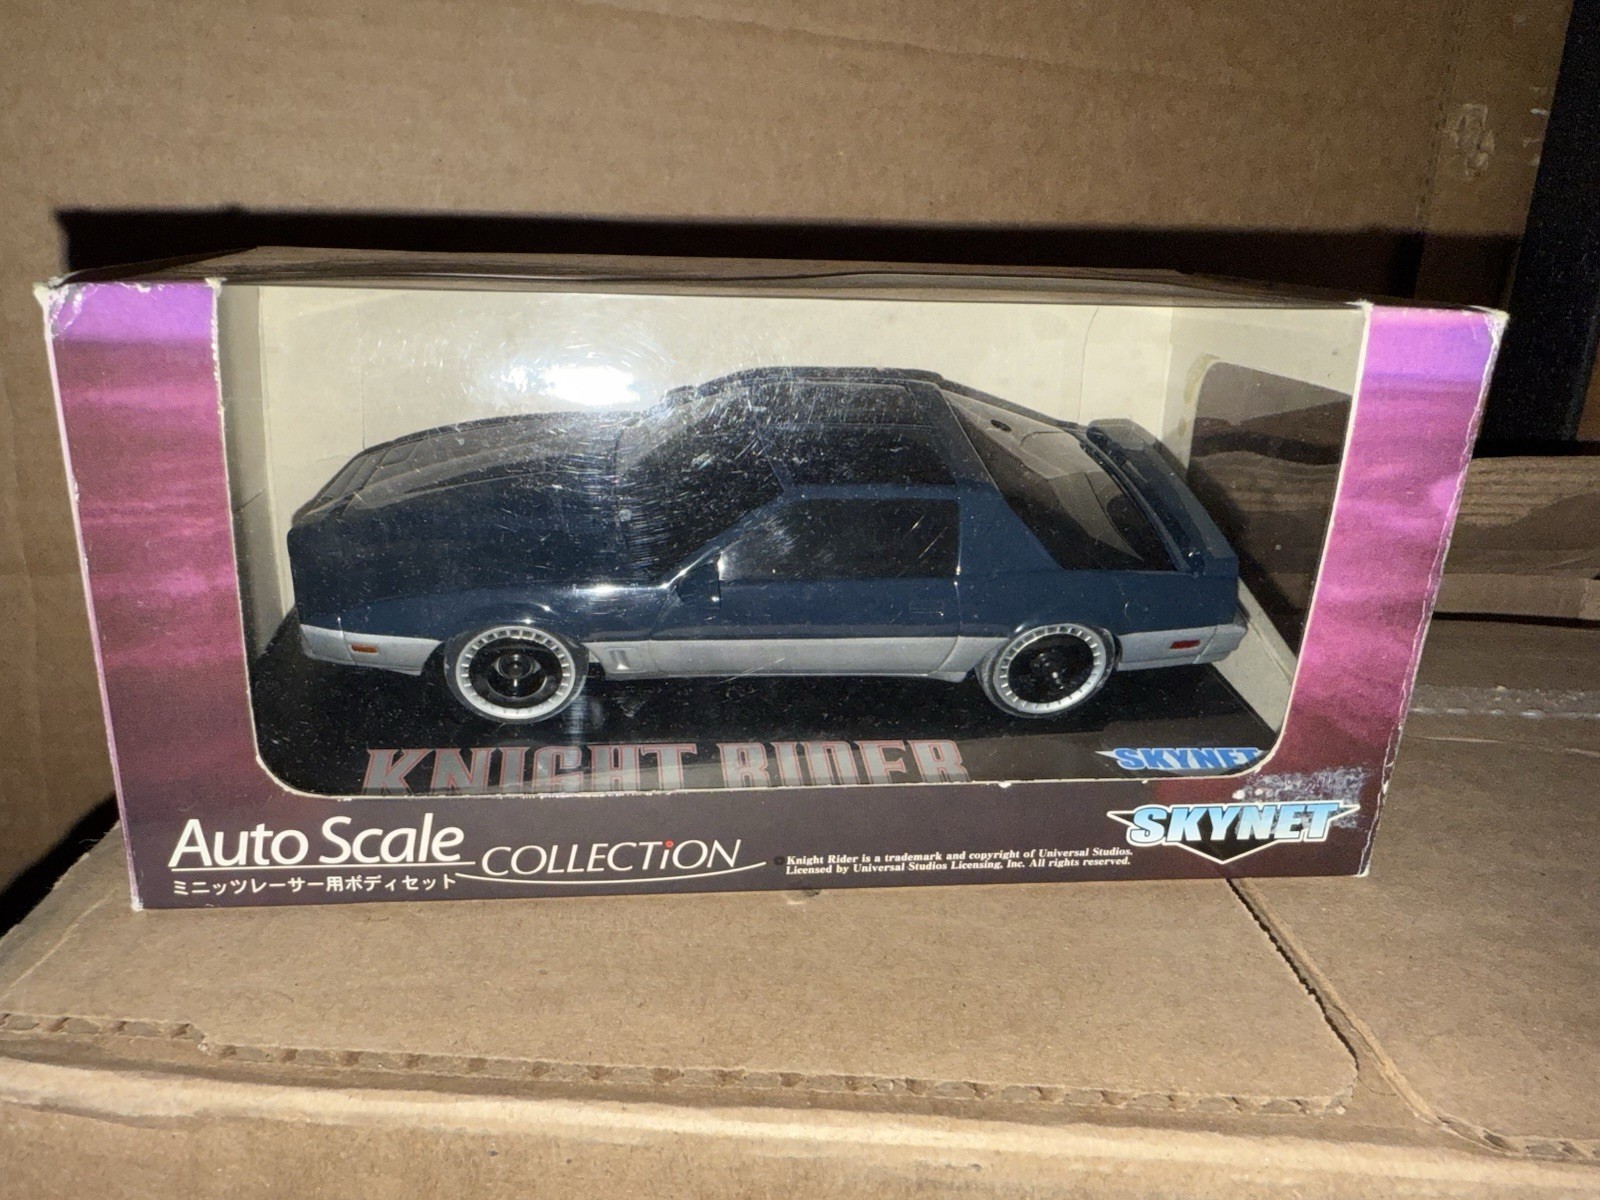 KNIGHT RIDER
SKYNET
Auto Scale COLLECTiON
ミニッツレーサー用ボディセット
Knight Rider is a trademark and copyright of Universal Studios.
Licensed by Universal Studios Licensing, Inc. All rights reserved.
SKYNET